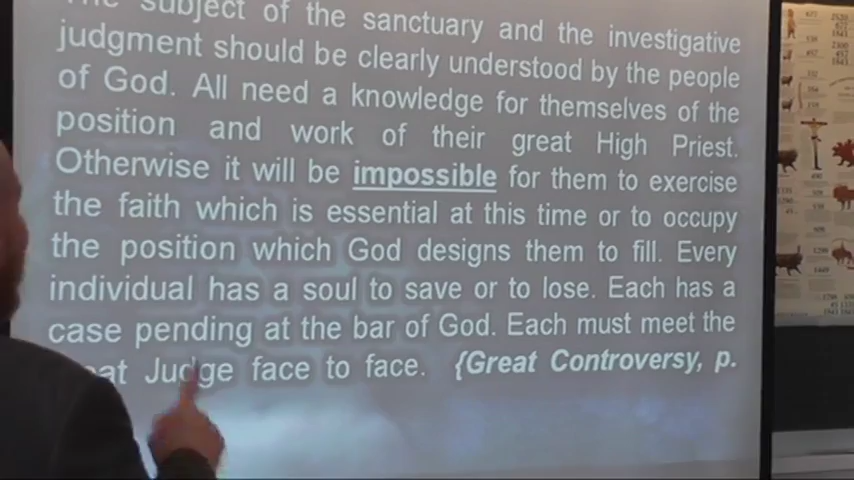 The subject of the sanctuary and the investigative
judgment should be clearly understood by the people
of God. All need a knowledge for themselves of the
position and work of their great High Priest.
Otherwise it will be impossible for them to exercise
the faith which is essential at this time or to occupy
the position which God designs them to fill. Every
individual has a soul to save or to lose. Each has a
case pending at the bar of God. Each must meet the
Judge face to face. {Great Controversy, p.